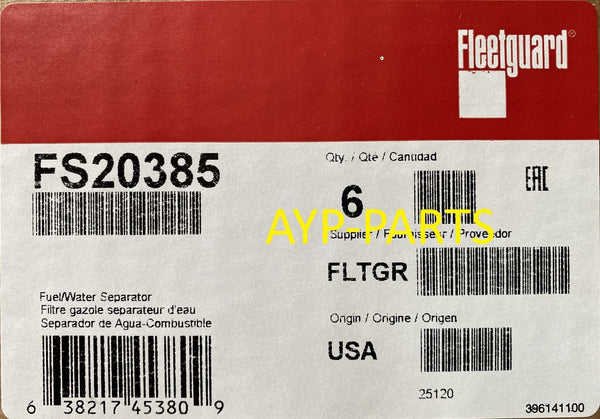 Fleetguard®
FS20385
Qty. / Qte / Cantidad
6
EAC
AYP-PARTS
Supplier / Fournisseur / Proveedor
FLTGR
Fuel/Water Separator
Filtre gazole separateur d'eau
Separador de Agua-Combustible
Origin / Origine / Origen
USA
25120
6 38217 45380 9
396141100